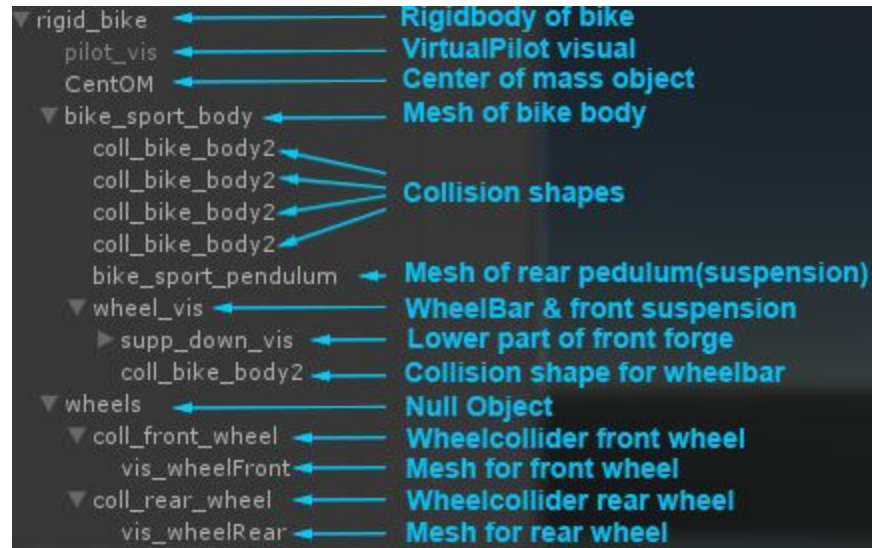 rigid_bike Rigidbody of bike
pilot_vis VirtualPilot visual
CentOM Center of mass object
bike_sport_body Mesh of bike body
coll_bike_body2
coll_bike_body2
coll_bike_body2 Collision shapes
coll_bike_body2
bike_sport_pendulum Mesh of rear pedulum(suspension)
wheel_vis WheelBar & front suspension
supp_down_vis Lower part of front forge
coll_bike_body2 Collision shape for wheelbar
wheels Null Object
coll_front_wheel Wheelcollider front wheel
vis_wheelFront Mesh for front wheel
coll_rear_wheel Wheelcollider rear wheel
vis_wheelRear Mesh for rear wheel